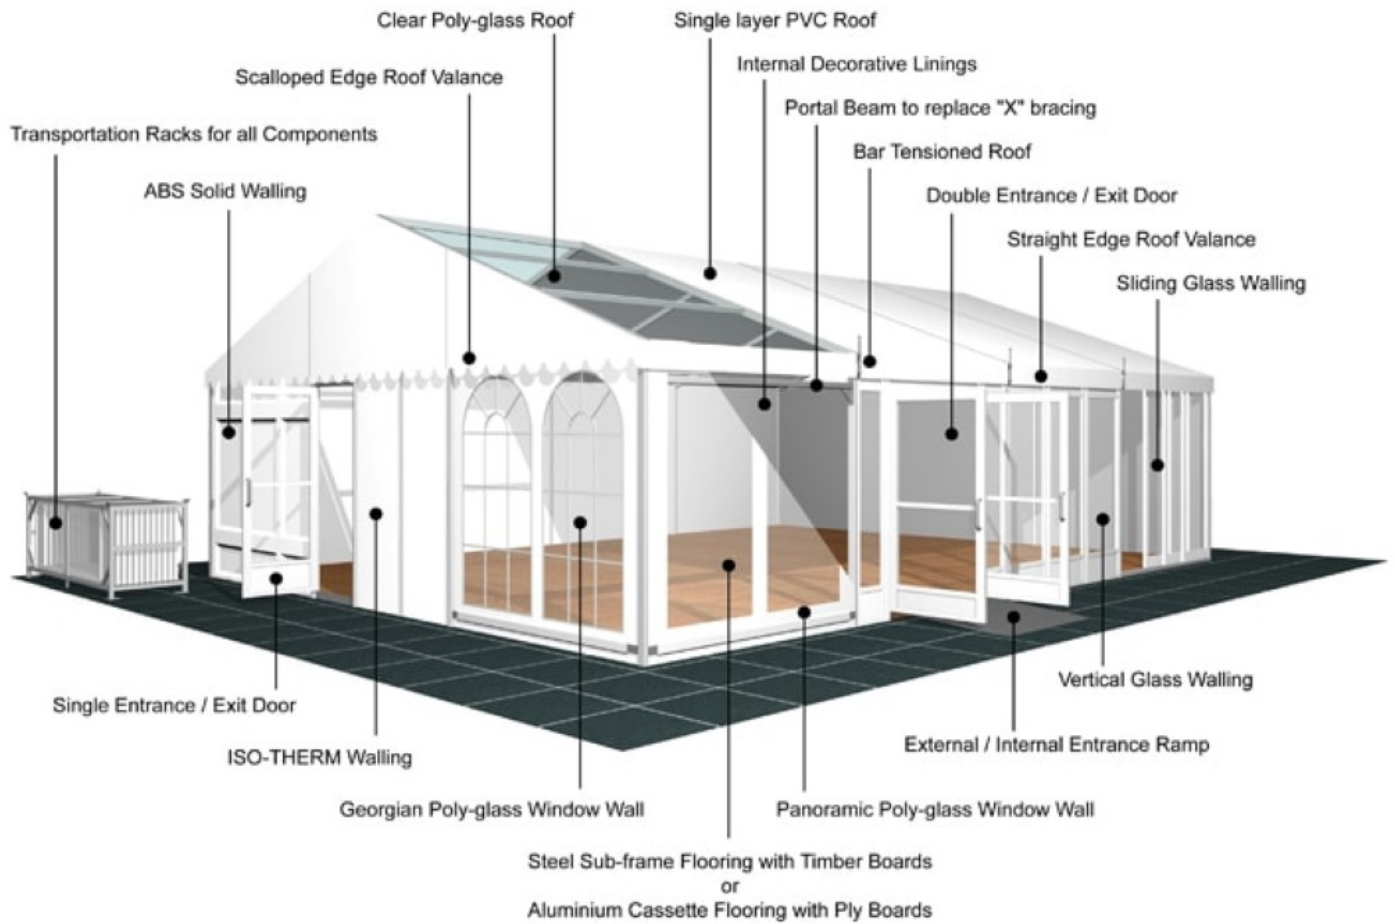 Clear Poly-glass Roof
Single layer PVC Roof
Scalloped Edge Roof Valance
Internal Decorative Linings
Portal Beam to replace "X" bracing
Transportation Racks for all Components
Bar Tensioned Roof
ABS Solid Walling
Double Entrance / Exit Door
Straight Edge Roof Valance
Sliding Glass Walling
Vertical Glass Walling
Single Entrance / Exit Door
External / Internal Entrance Ramp
ISO-THERM Walling
Georgian Poly-glass Window Wall
Panoramic Poly-glass Window Wall
Steel Sub-frame Flooring with Timber Boards
or
Aluminium Cassette Flooring with Ply Boards